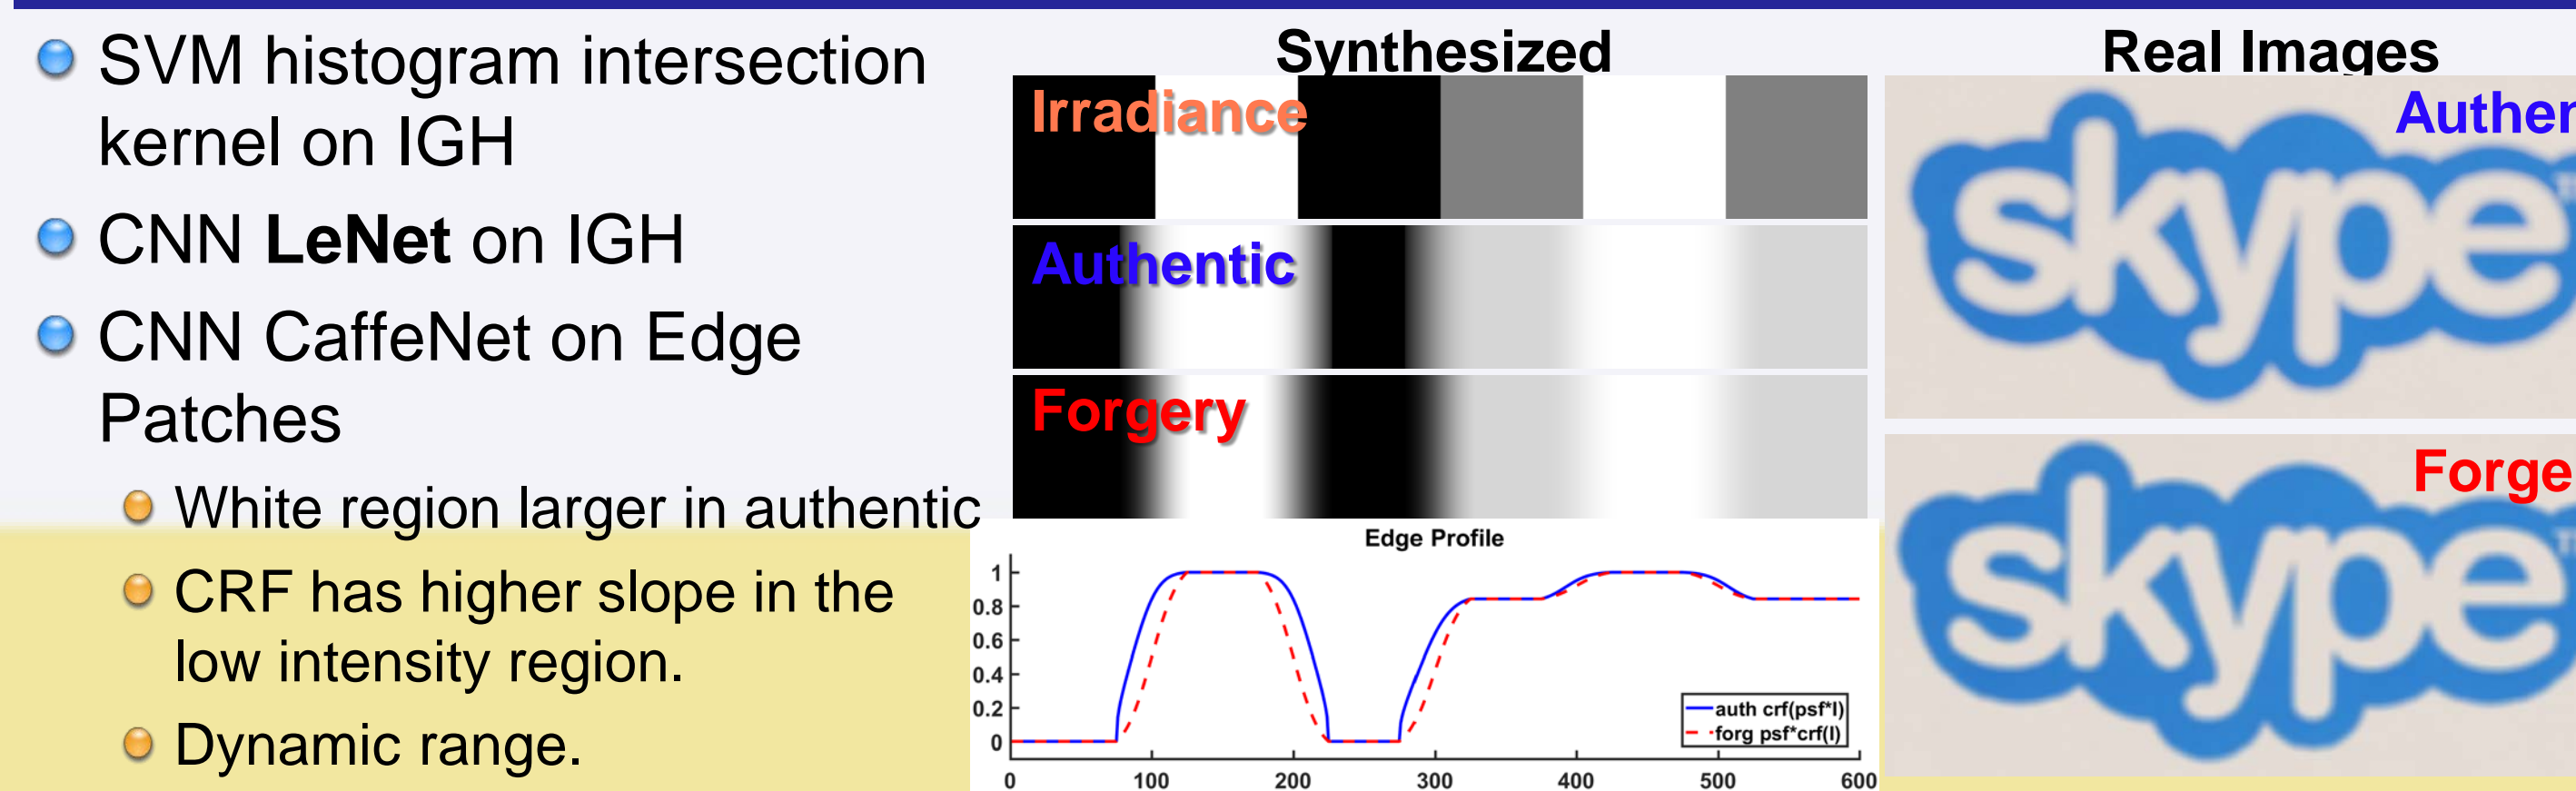 SVM histogram intersection
kernel on IGH
CNN LeNet on IGH
CNN CaffeNet on Edge
Patches
White region larger in authentic
CRF has higher slope in the
low intensity region.
Dynamic range.
Synthesized
Irradiance
Authentic
Forgery
Edge Profile
1
0.8
0.6
0.4
0.2
0
0 100 200 300 400 500 600
auth crf(psf*I)
forg psf*crf(I)
Real Images
Authen
skype
Forge
skype